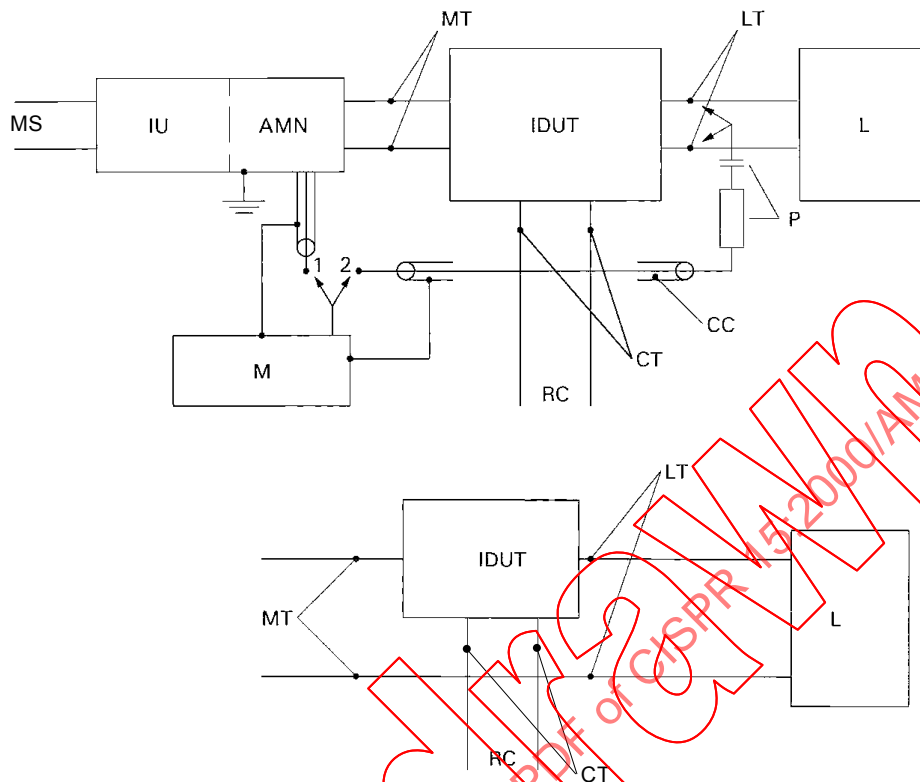 MT
LT
MS
IU
AMN
IDUT
L
P
1
2
CC
CT
M
RC
LT
IDUT
MT
L
RC
CT
PDF of CISPR 15:2000/AM